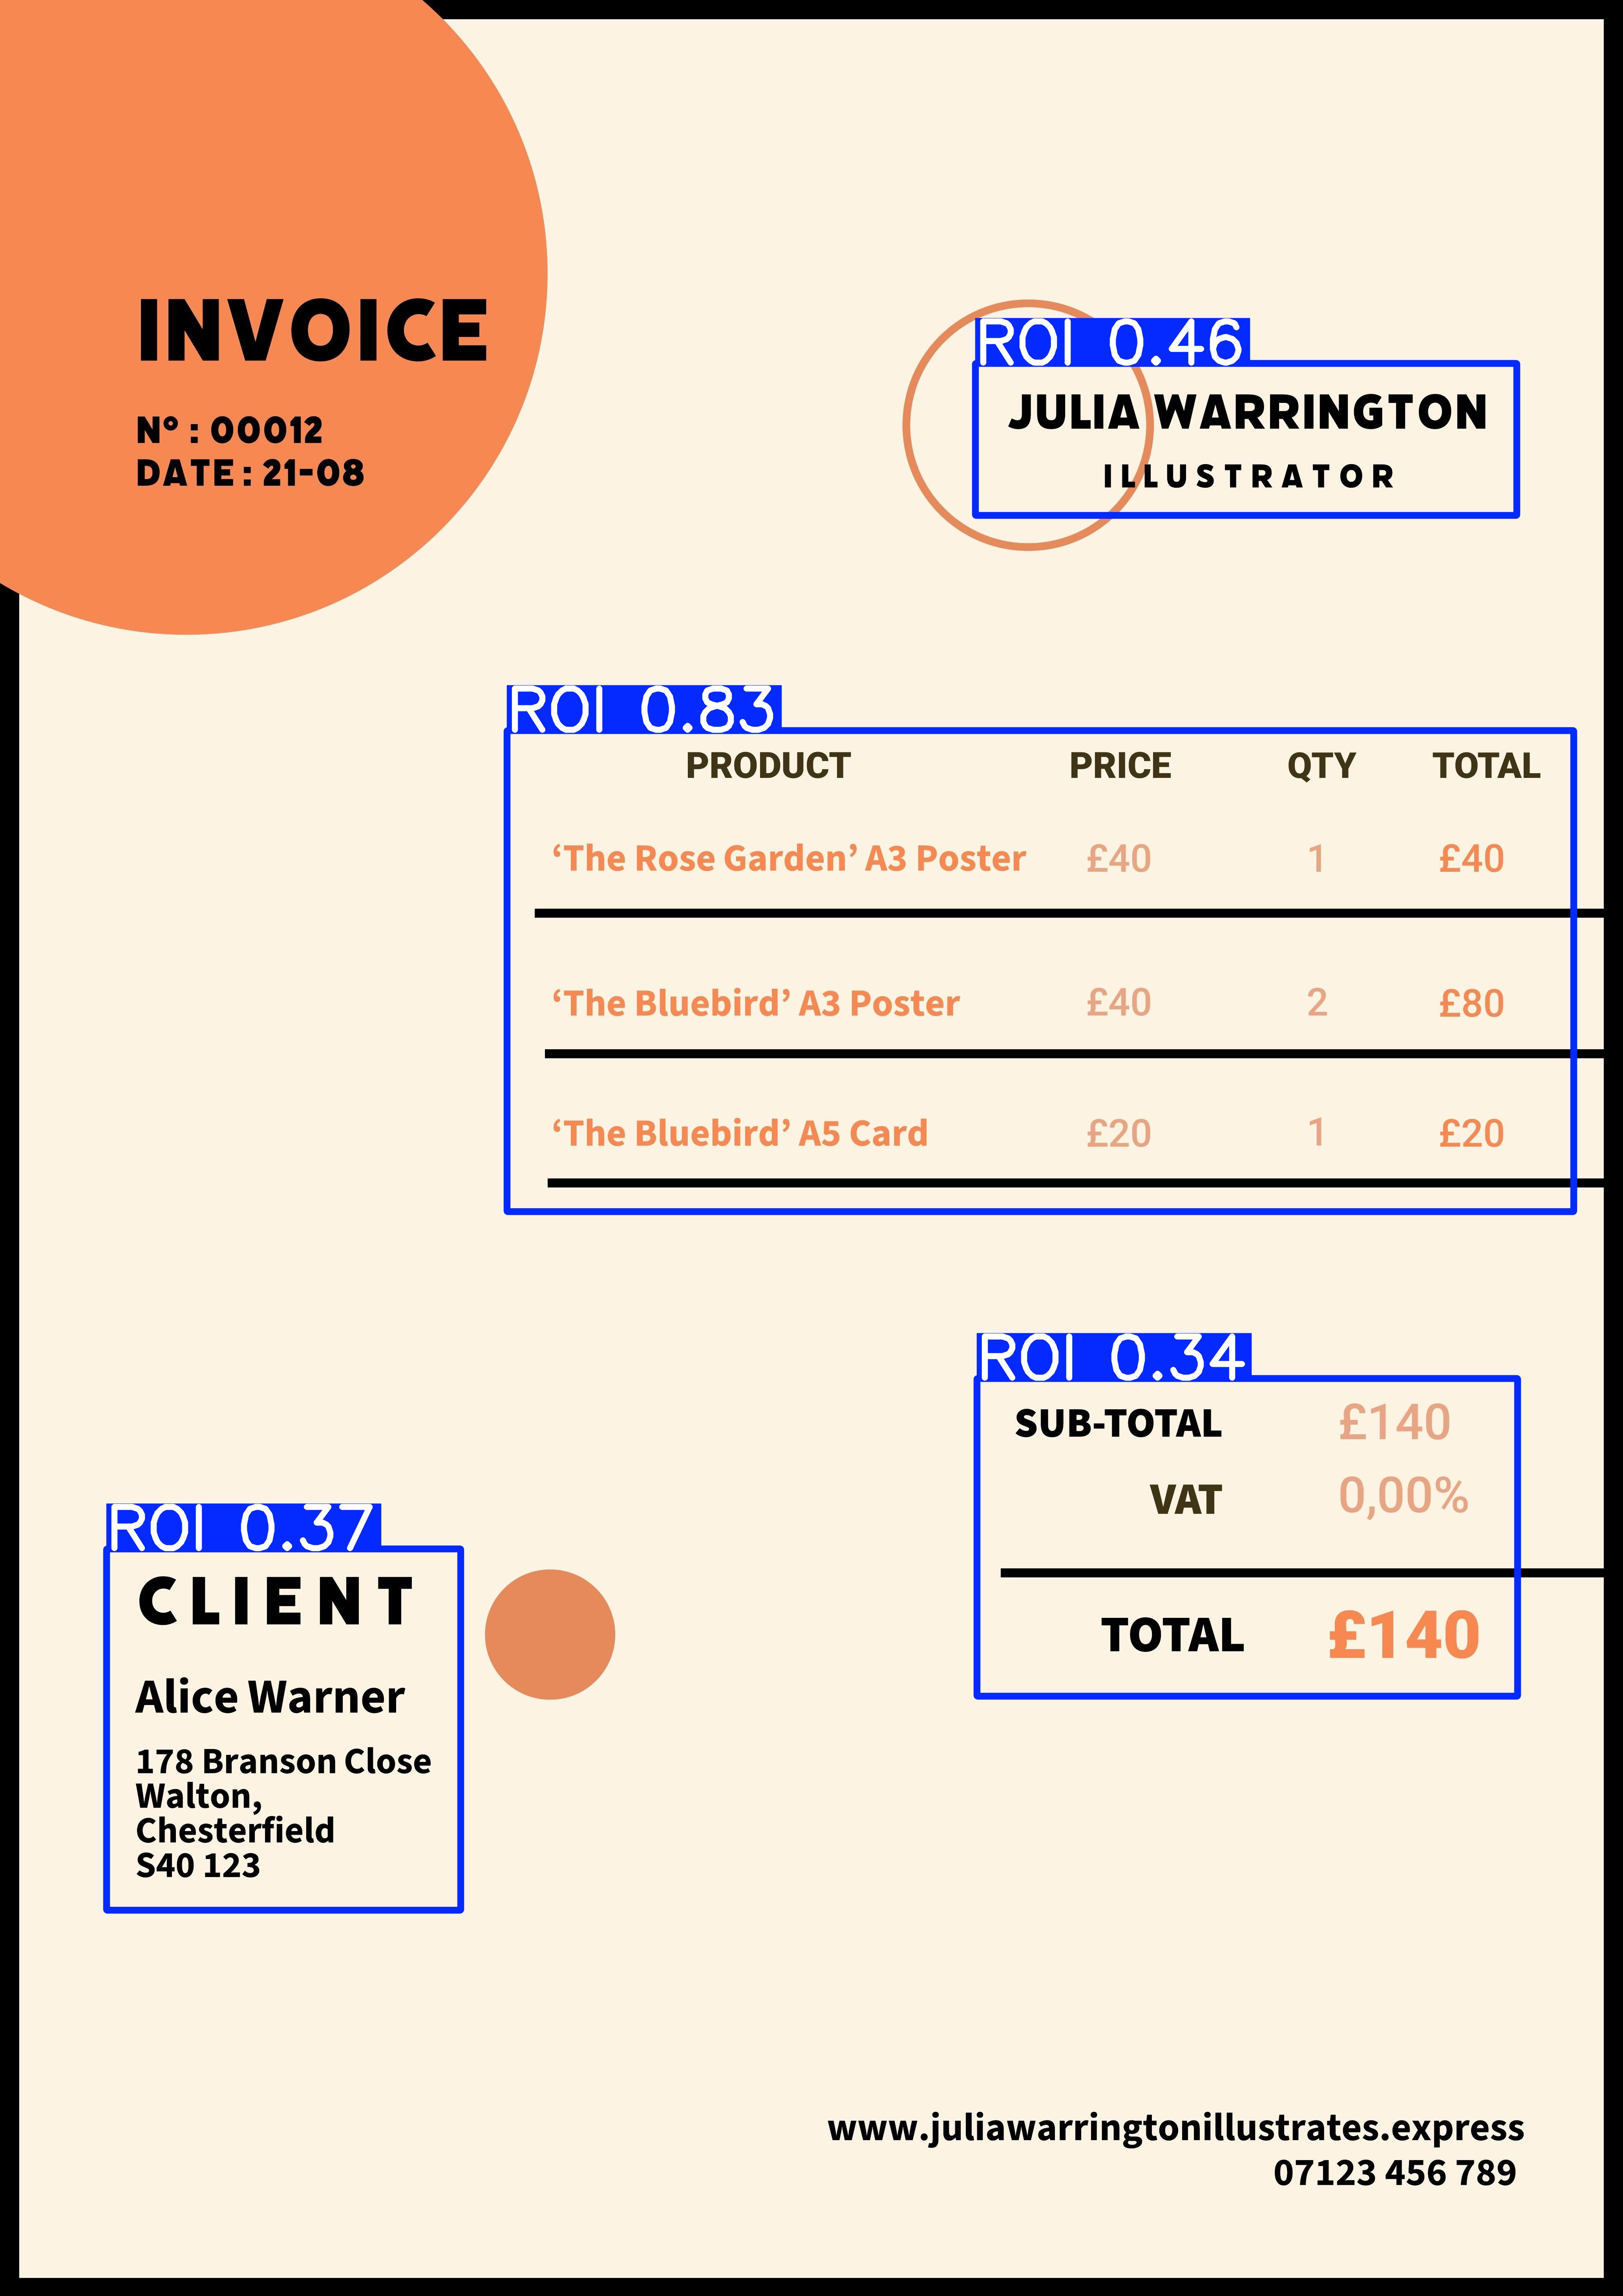 INVOICE
N° : 00012
DATE : 21-08
ROI 0.46
JULIA WARRINGTON
ILLUSTRATOR
ROI 0.83
PRODUCT PRICE QTY TOTAL
‘The Rose Garden’ A3 Poster £40 1 £40
‘The Bluebird’ A3 Poster £40 2 £80
‘The Bluebird’ A5 Card £20 1 £20
ROI 0.34
SUB-TOTAL £140
VAT 0,00%
TOTAL £140
ROI 0.37
CLIENT
Alice Warner
178 Branson Close
Walton,
Chesterfield
S40 123
www.juliawarringtonillustrates.express
07123 456 789